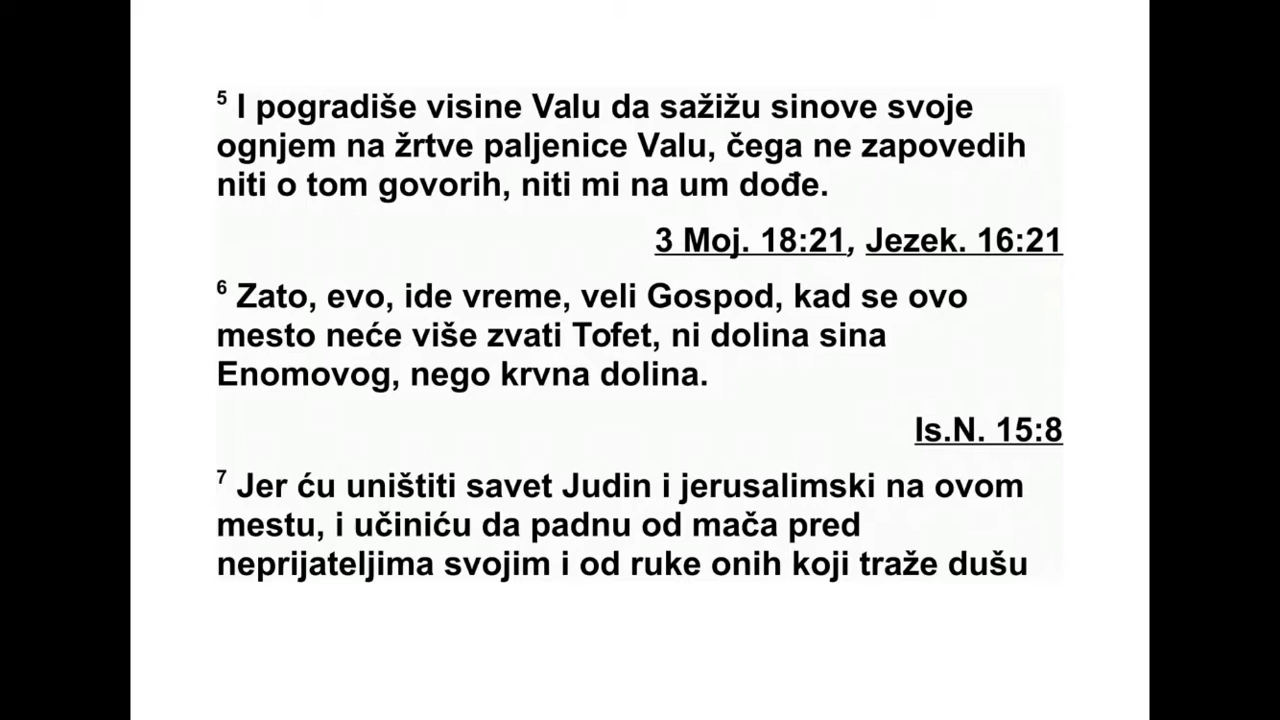 5 I pogradiše visine Valu da sažižu sinove svoje
ognjem na žrtve paljenice Valu, čega ne zapovedih
niti o tom govorih, niti mi na um dođe.
3 Moj. 18:21, Jezek. 16:21
6 Zato, evo, ide vreme, veli Gospod, kad se ovo
mesto neće više zvati Tofet, ni dolina sina
Enomovog, nego krvna dolina.
Is.N. 15:8
7 Jer ću uništiti savet Judin i jerusalimski na ovom
mestu, i učiniću da padnu od mača pred
neprijateljima svojim i od ruke onih koji traže dušu